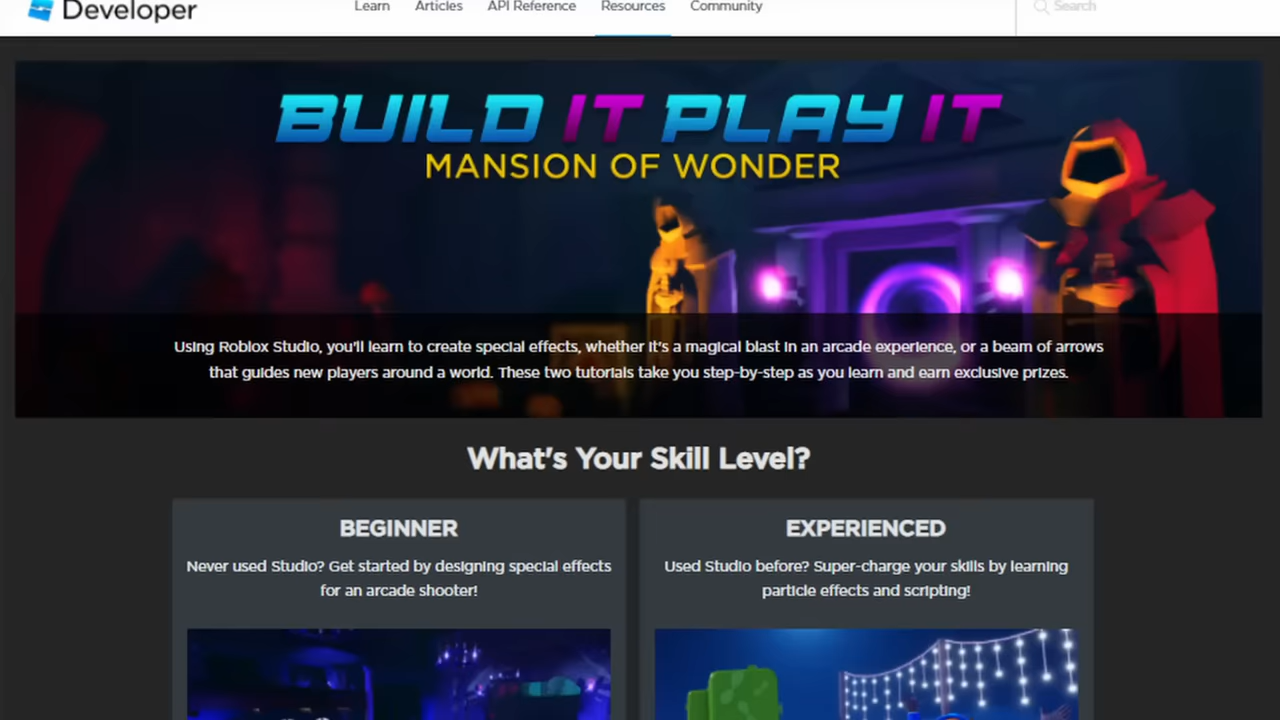 Developer
Learn Articles API Reference Resources Community Search
BUILD IT PLAY IT
MANSION OF WONDER
Using Roblox Studio, you'll learn to create special effects, whether it's a magical blast in an arcade experience, or a beam of arrows
that guides new players around a world. These two tutorials take you step-by-step as you learn and earn exclusive prizes.
What's Your Skill Level?
BEGINNER
Never used Studio? Get started by designing special effects
for an arcade shooter!
EXPERIENCED
Used Studio before? Super-charge your skills by learning
particle effects and scripting!